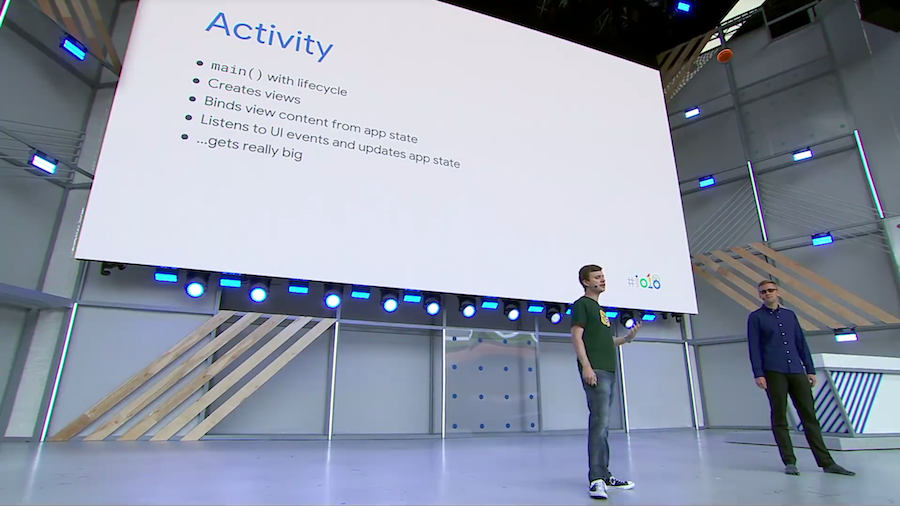 Activity
• main() with lifecycle
• Creates views
• Binds view content from app state
• Listens to UI events and updates app state
• ...gets really big
#io18